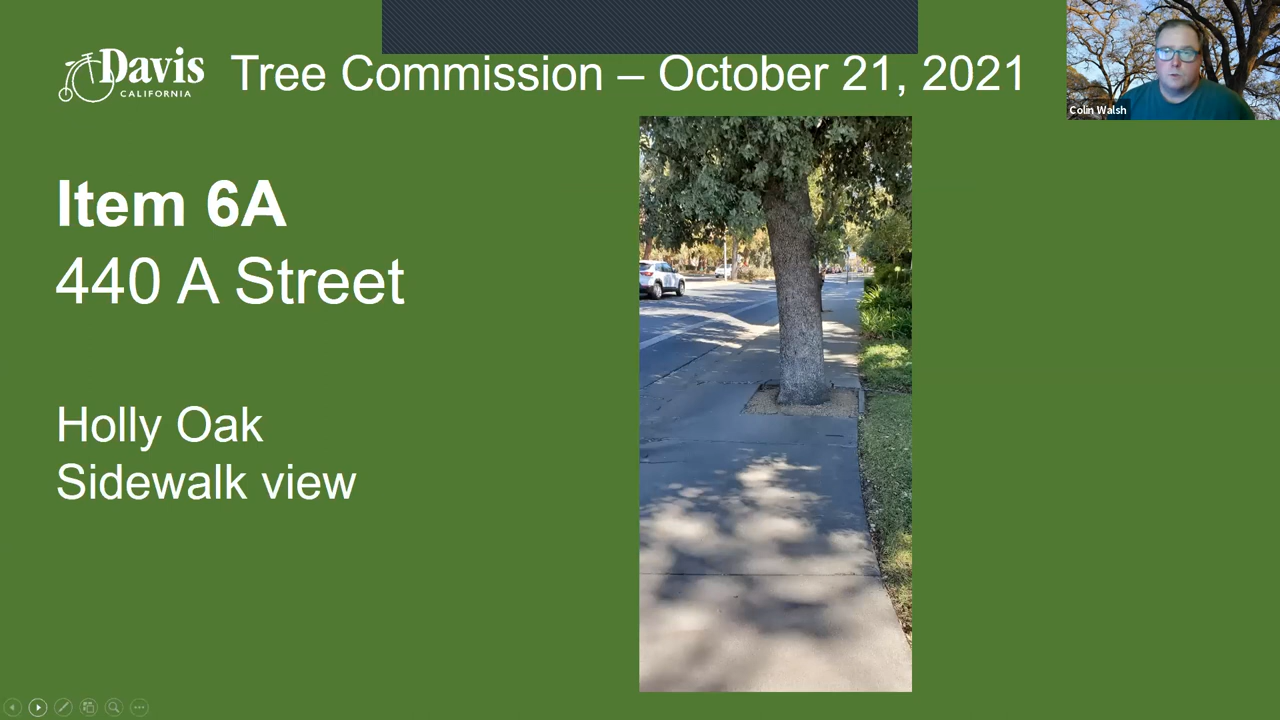 Davis
CALIFORNIA
Tree Commission – October 21, 2021
Colin Walsh
Item 6A
440 A Street
Holly Oak
Sidewalk view